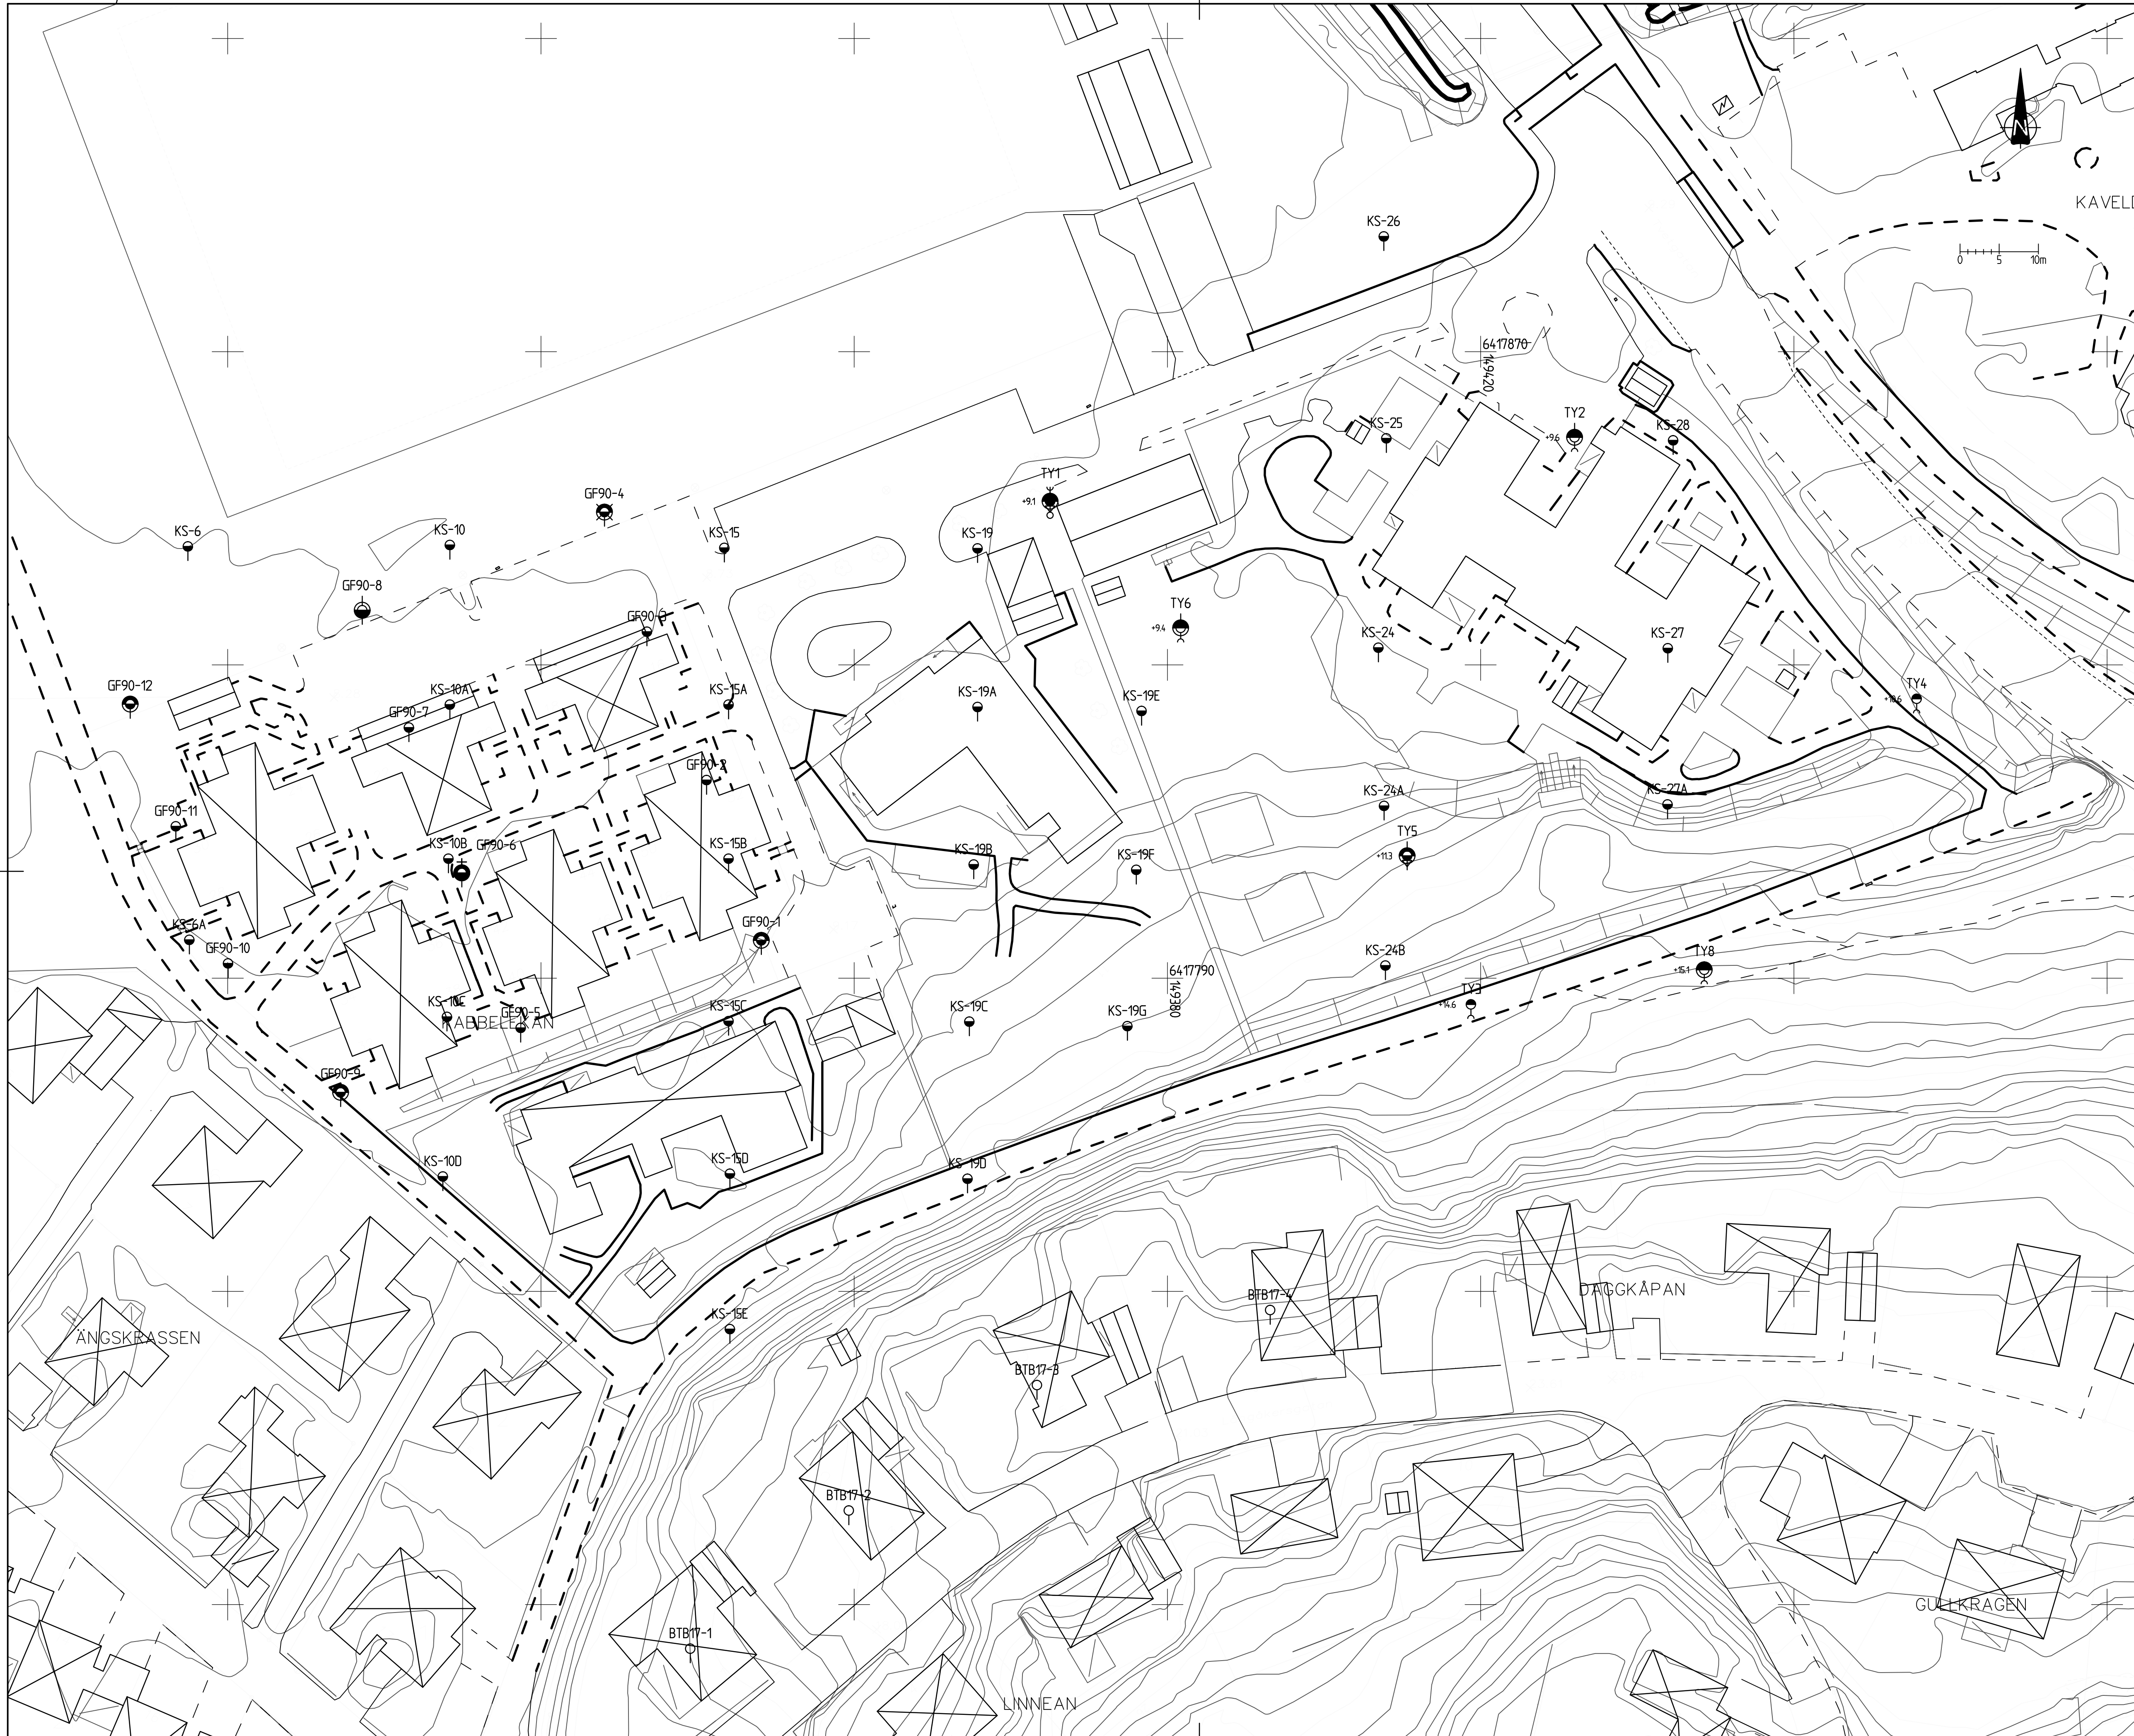 N
KAVELD
KS-26
0 5 10m
6417870
149420
TY2
+9.6
KS-25
KS-28
TY1
+9.1
GF90-4
KS-6
KS-10
KS-15
KS-19
GF90-8
GF90-3
TY6
+9.4
KS-24
KS-27
GF90-12
KS-10A
KS-15A
KS-19A
KS-19E
TY4
+10.6
GF90-7
GF90-2
KS-24A
KS-27A
GF90-11
KS-10B
GF90-6
KS-15B
KS-19B
KS-19F
TY5
+11.3
KS-6A
GF90-10
GF90-1
KS-24B
TY8
+15.1
6417790
149380
KS-10C
GF90-5
KABBELEKAN
KS-15C
KS-19C
KS-19G
TY3
+14.6
GF90-9
KS-10D
KS-15D
KS-19D
DAGGKÅPAN
BTB17-4
KS-15E
ÄNGSKRASSEN
BTB17-3
BTB17-2
GULLKRAGEN
BTB17-1
LINNEAN